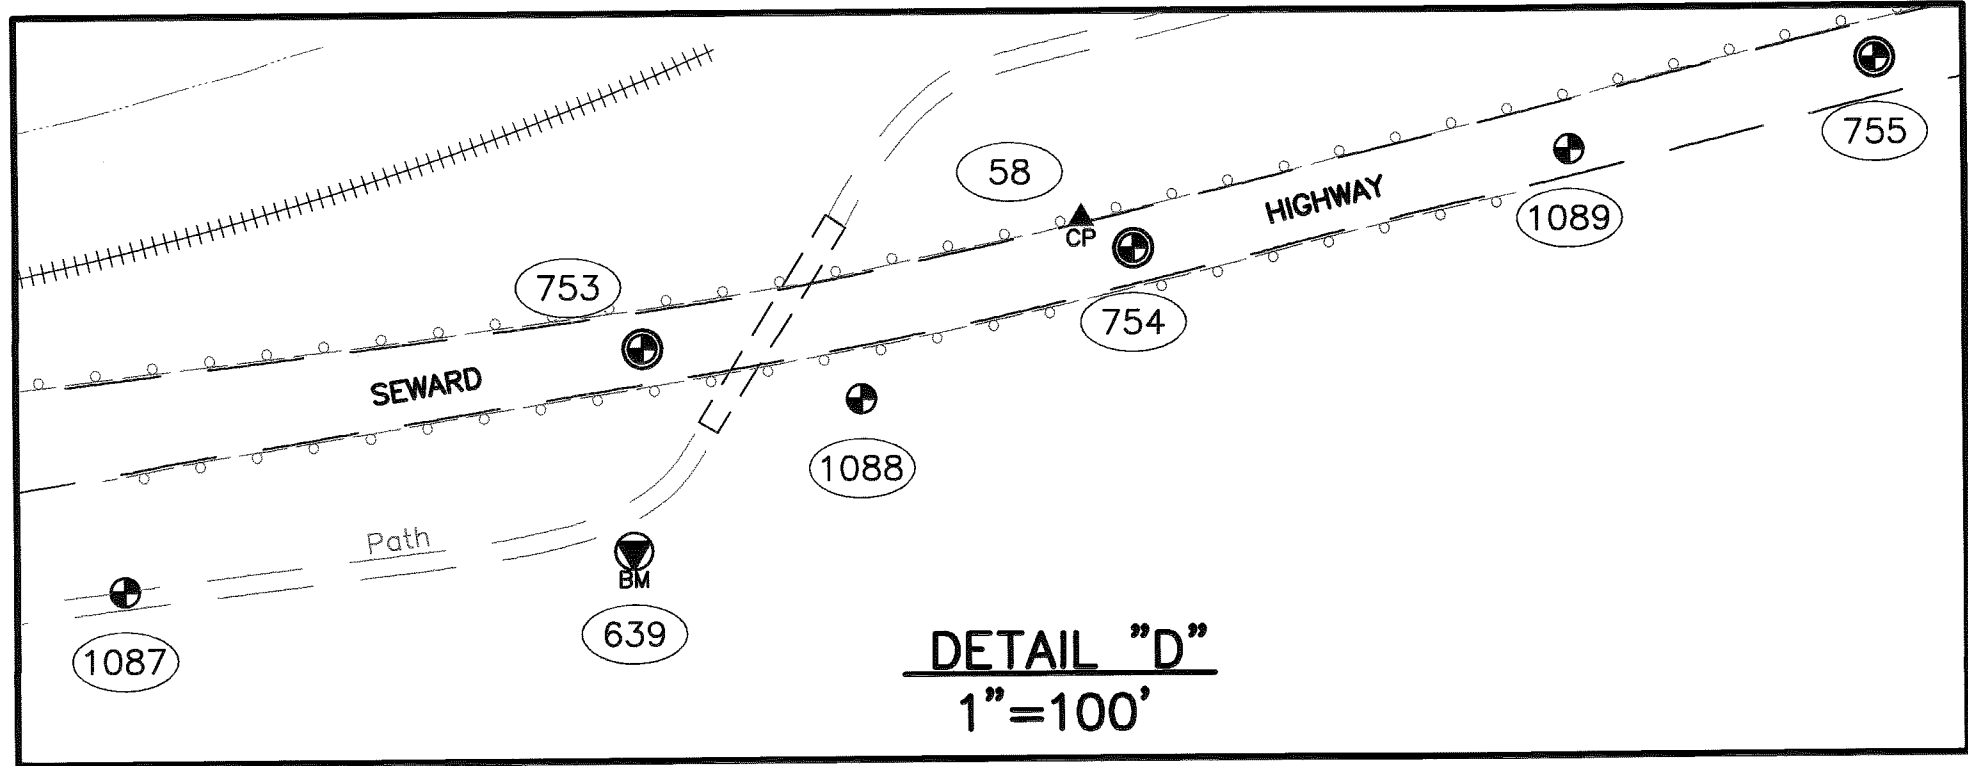 755
58
HIGHWAY
1089
CP
753
754
SEWARD
1088
Path
BM
639
1087
DETAIL "D"
1"=100'